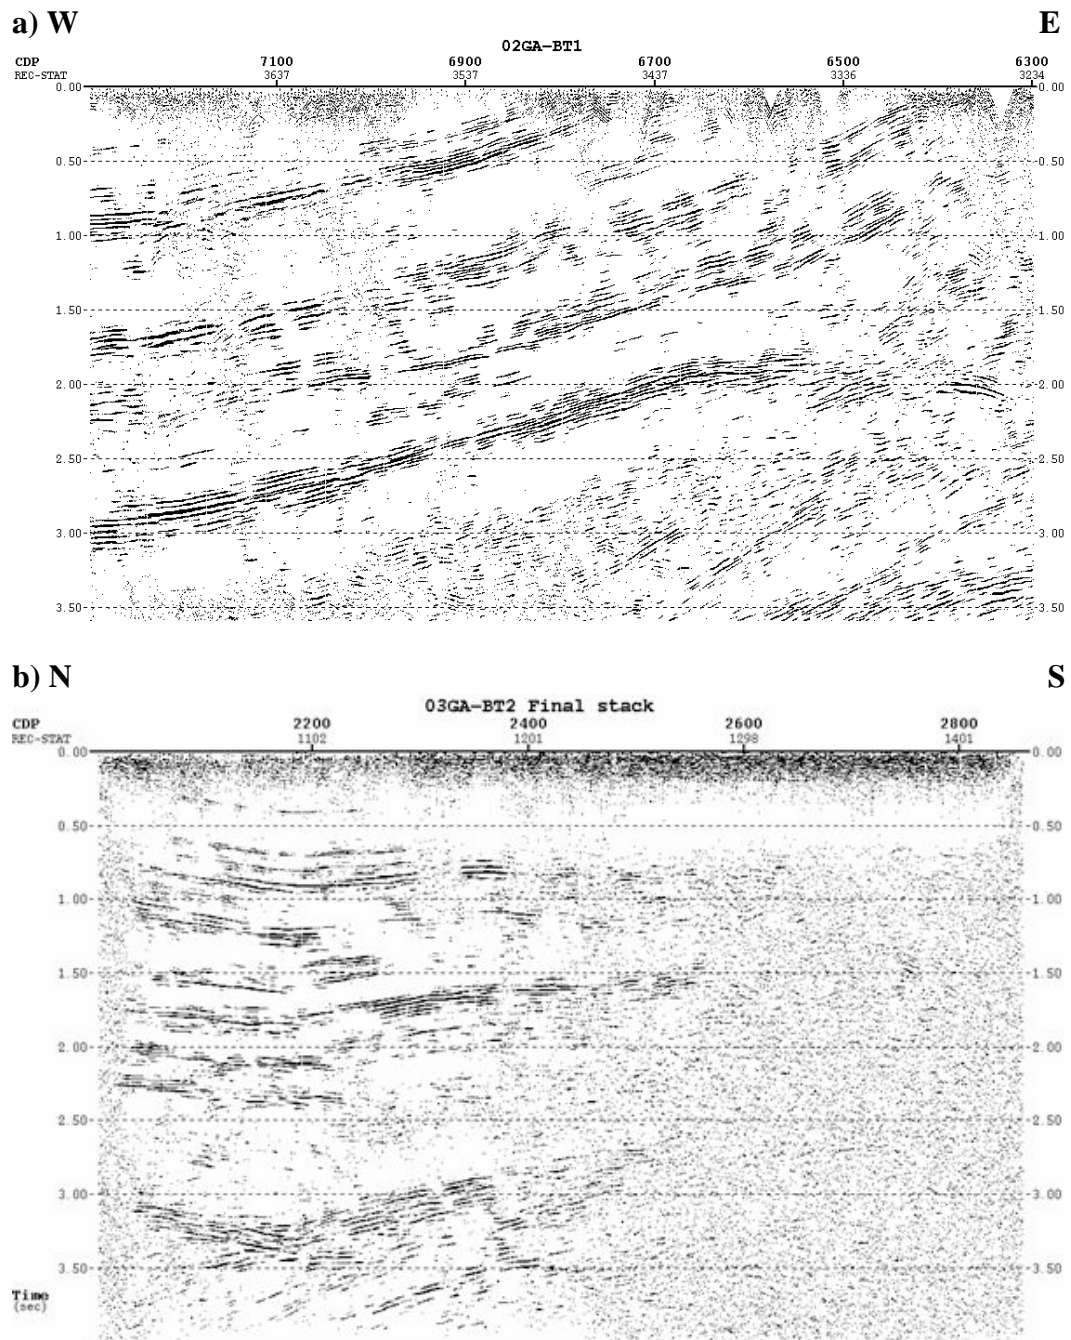 a) W E
02GA-BT1
CDP 7100 6900 6700 6500 6300
REC-STAT 3637 3537 3437 3336 3234
0.00 0.00
0.50 0.50
1.00 1.00
1.50 1.50
2.00 2.00
2.50 2.50
3.00 3.00
3.50 3.50
b) N S
03GA-BT2 Final stack
CDP 2200 2400 2600 2800
REC-STAT 1102 1201 1298 1401
0.00 0.00
0.50 0.50
1.00 1.00
1.50 1.50
2.00 2.00
2.50 2.50
3.00 3.00
3.50 3.50
Time
(sec)